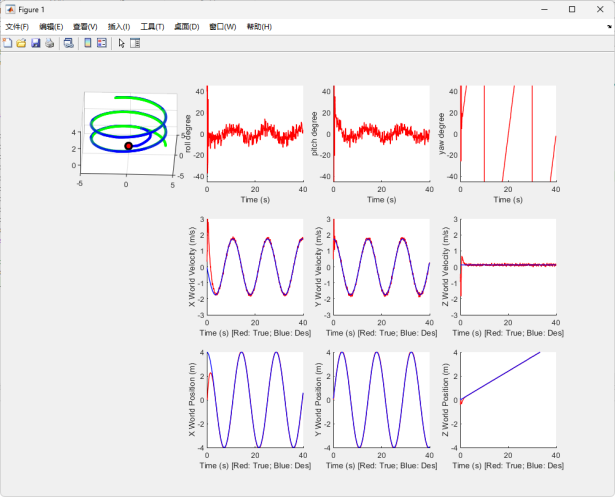 Figure 1
文件(F) 编辑(E) 查看(V) 插入(I) 工具(T) 桌面(D) 窗口(W) 帮助(H)
4
2
0
-5
0
5
5
0
-5
roll degree
40
20
0
-20
-40
0 20 40
Time (s)
pitch degree
40
20
0
-20
-40
0 20 40
Time (s)
yaw degree
40
20
0
-20
-40
0 20 40
Time (s)
X World Velocity (m/s)
3
2
1
0
-1
-2
-3
0 20 40
Time (s) [Red: True; Blue: Des]
Y World Velocity (m/s)
3
2
1
0
-1
-2
-3
0 20 40
Time (s) [Red: True; Blue: Des]
Z World Velocity (m/s)
3
2
1
0
-1
-2
-3
0 20 40
Time (s) [Red: True; Blue: Des]
X World Position (m)
4
2
0
-2
-4
0 20 40
Time (s) [Red: True; Blue: Des]
Y World Position (m)
4
2
0
-2
-4
0 20 40
Time (s) [Red: True; Blue: Des]
Z World Position (m)
4
2
0
-2
-4
0 20 40
Time (s) [Red: True; Blue: Des]